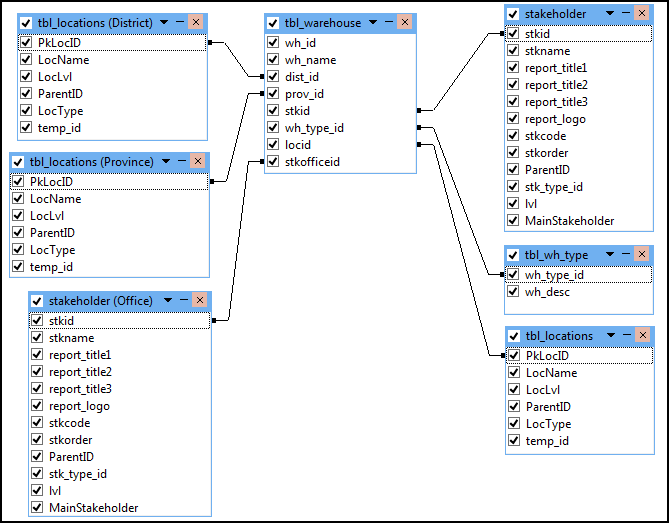 tbl_locations (District)
PkLocID
LocName
LocLvl
ParentID
LocType
temp_id
tbl_locations (Province)
PkLocID
LocName
LocLvl
ParentID
LocType
temp_id
stakeholder (Office)
stkid
stkname
report_title1
report_title2
report_title3
report_logo
stkcode
stkorder
ParentID
stk_type_id
lvl
MainStakeholder
tbl_warehouse
wh_id
wh_name
dist_id
prov_id
stkid
wh_type_id
locid
stkofficeid
stakeholder
stkid
stkname
report_title1
report_title2
report_title3
report_logo
stkcode
stkorder
ParentID
stk_type_id
lvl
MainStakeholder
tbl_wh_type
wh_type_id
wh_desc
tbl_locations
PkLocID
LocName
LocLvl
ParentID
LocType
temp_id